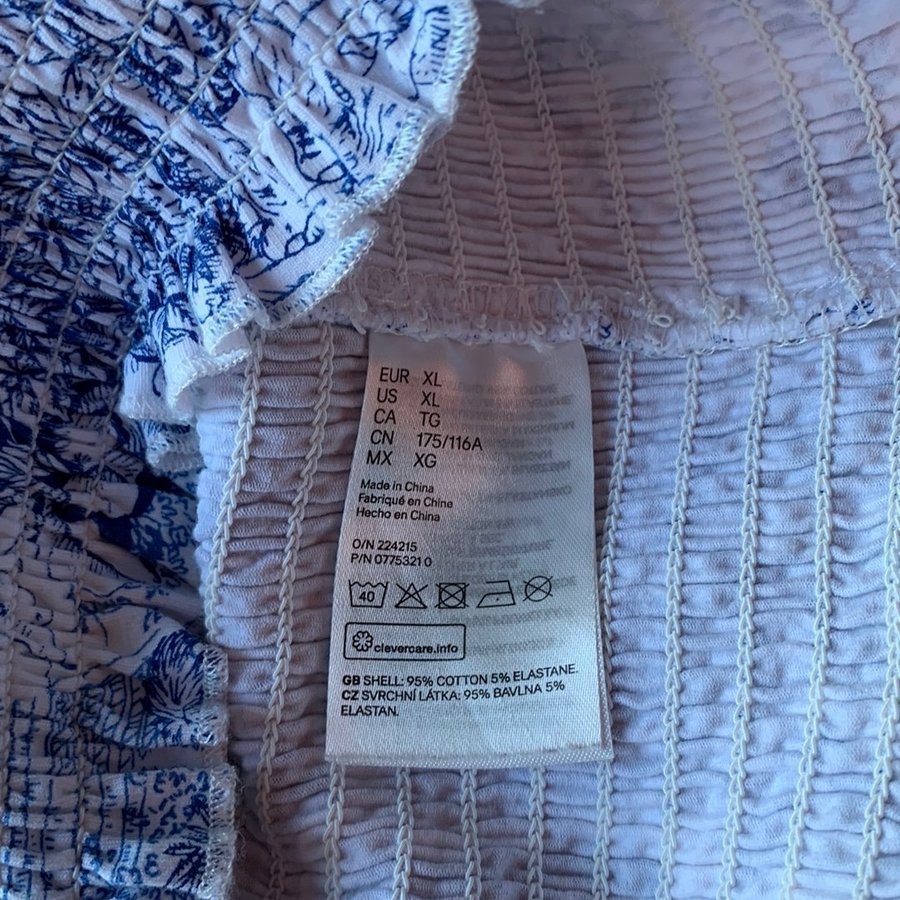 EUR XL
US XL
CA TG
CN 175/116A
MX XG
Made in China
Fabriqué en Chine
Hecho en China
O/N 224215
P/N 0775321 0
40
clevercare.info
GB SHELL: 95% COTTON 5% ELASTANE.
CZ SVRCHNÍ LÁTKA: 95% BAVLNA 5%
ELASTAN.